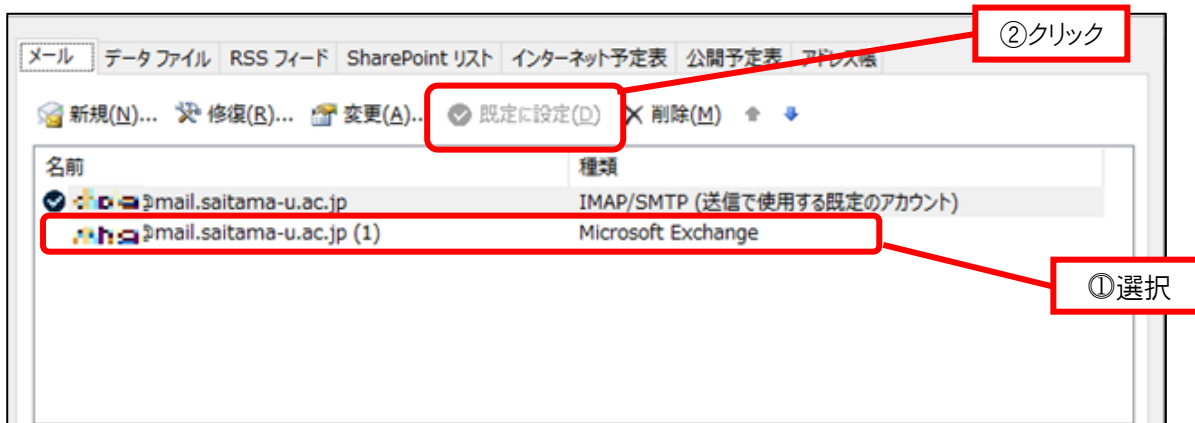 ②クリック
メール データ ファイル RSS フィード SharePoint リスト インターネット予定表 公開予定表 アドレス帳
新規(N)... 修復(R)... 変更(A)... 既定に設定(D) 削除(M)
名前 種類
@mail.saitama-u.ac.jp IMAP/SMTP (送信で使用する既定のアカウント)
@mail.saitama-u.ac.jp (1) Microsoft Exchange
①選択